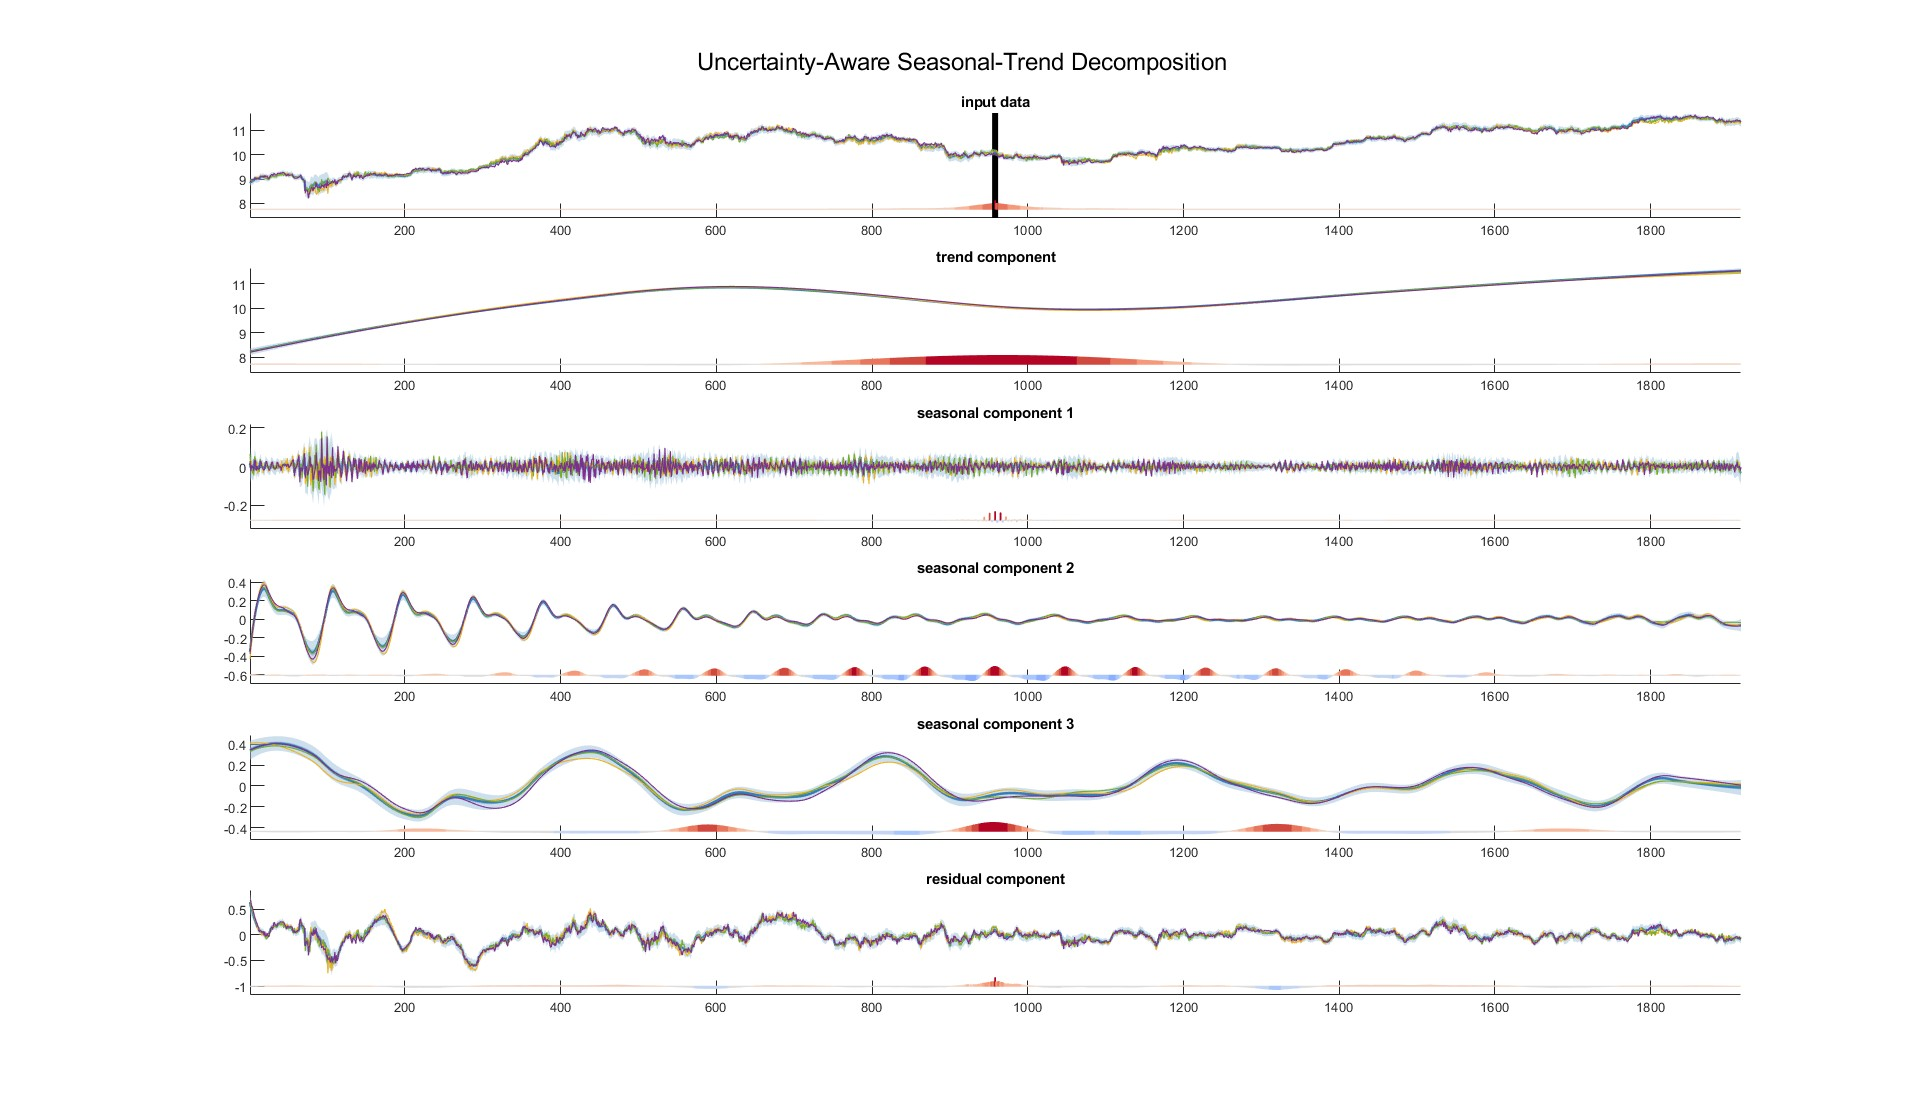 Uncertainty-Aware Seasonal-Trend Decomposition
input data
11
10
9
8
200 400 600 800 1000 1200 1400 1600 1800
trend component
11
10
9
8
200 400 600 800 1000 1200 1400 1600 1800
seasonal component 1
0.2
0
-0.2
200 400 600 800 1000 1200 1400 1600 1800
seasonal component 2
0.4
0.2
0
-0.2
-0.4
-0.6
200 400 600 800 1000 1200 1400 1600 1800
seasonal component 3
0.4
0.2
0
-0.2
-0.4
200 400 600 800 1000 1200 1400 1600 1800
residual component
0.5
0
-0.5
-1
200 400 600 800 1000 1200 1400 1600 1800